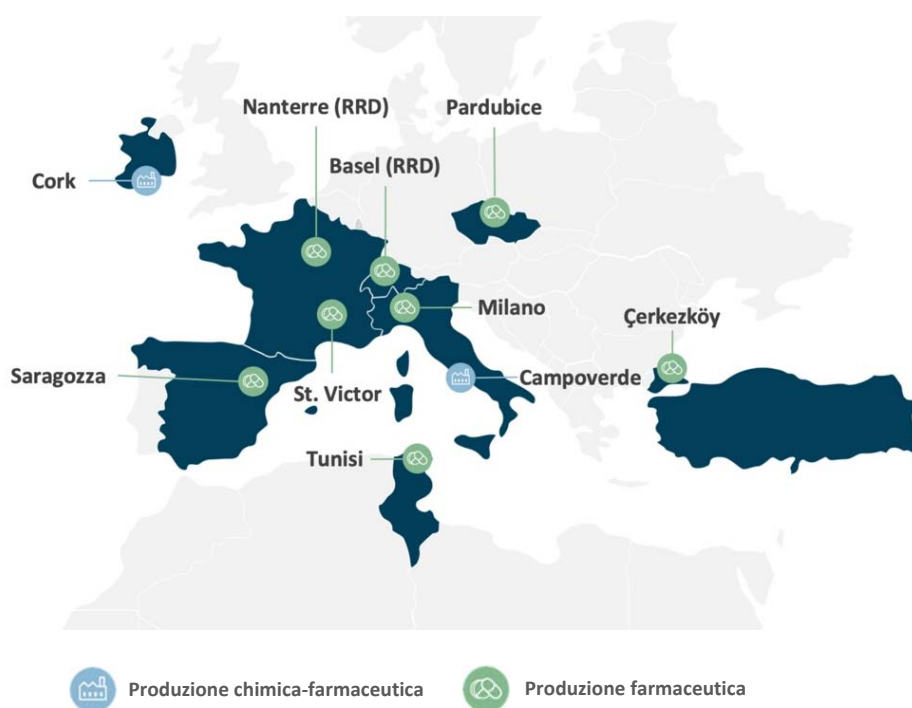 Nanterre (RRD)
Pardubice
Basel (RRD)
Cork
Milano
Çerkezköy
Saragozza
St. Victor
Campoverde
Tunisi
Produzione chimica-farmaceutica
Produzione farmaceutica